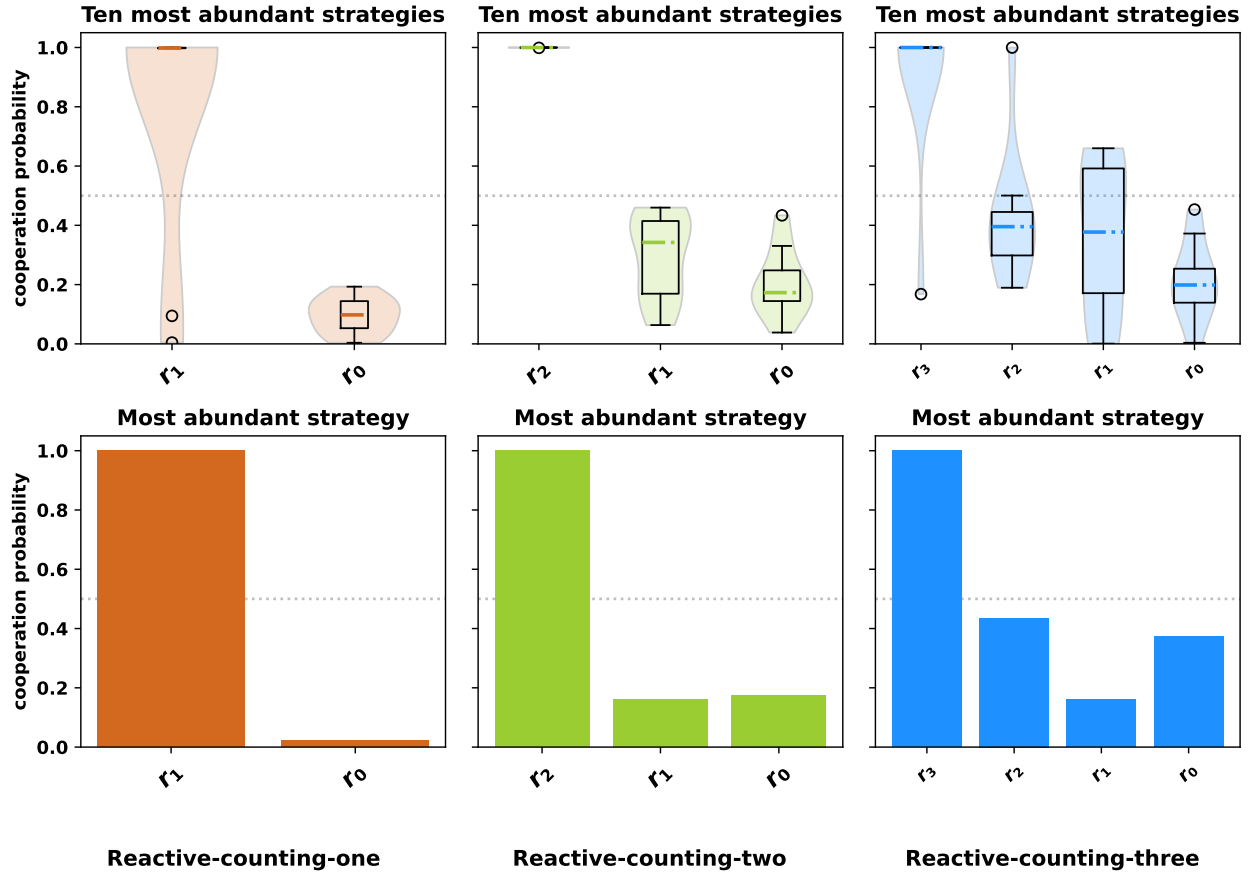 Ten most abundant strategies Ten most abundant strategies Ten most abundant strategies
cooperation probability
1.0
0.8
0.6
0.4
0.2
0.0
r1 r0 r2 r1 r0 r3 r2 r1 r0
Most abundant strategy Most abundant strategy Most abundant strategy
cooperation probability
1.0
0.8
0.6
0.4
0.2
0.0
r1 r0 r2 r1 r0 r3 r2 r1 r0
Reactive-counting-one Reactive-counting-two Reactive-counting-three